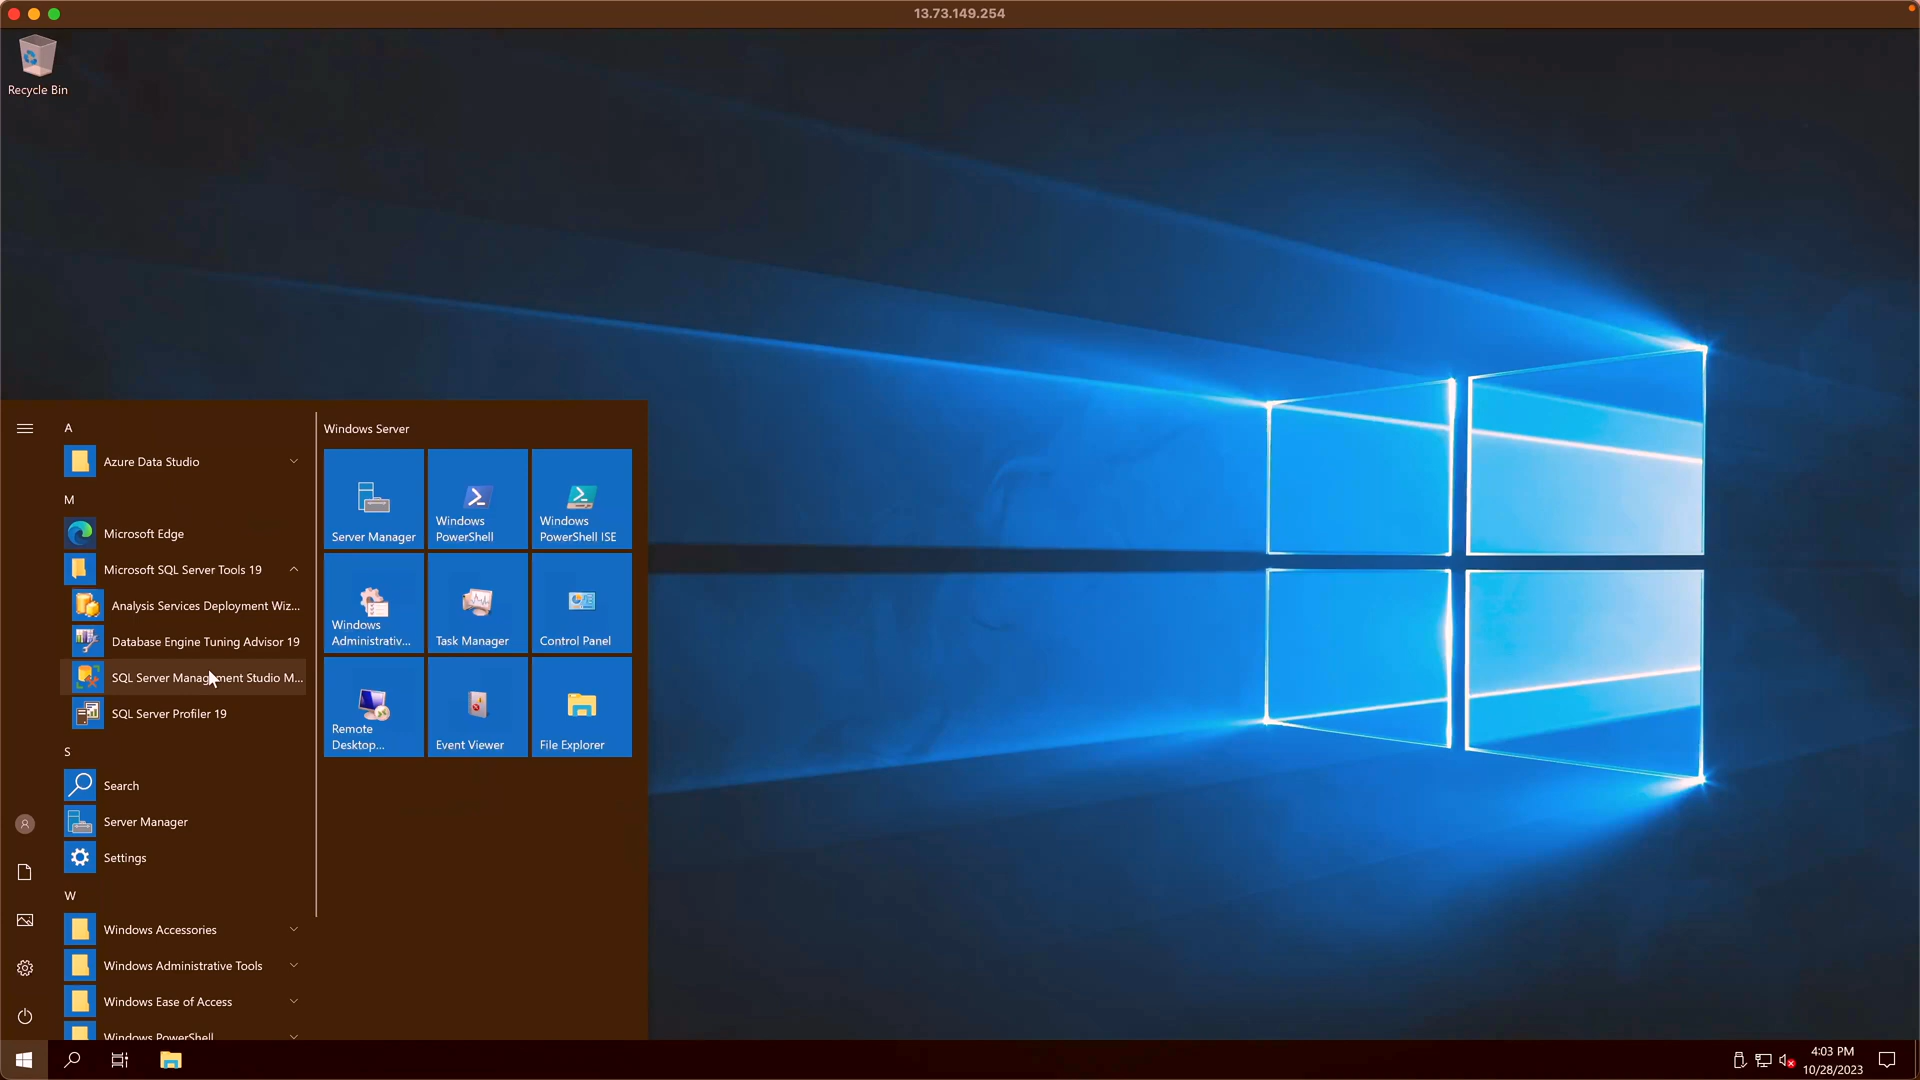 13.73.149.254
Recycle Bin
A
Azure Data Studio
M
Microsoft Edge
Microsoft SQL Server Tools 19
Analysis Services Deployment Wiz...
Database Engine Tuning Advisor 19
SQL Server Management Studio M...
SQL Server Profiler 19
S
Search
Server Manager
Settings
W
Windows Accessories
Windows Administrative Tools
Windows Ease of Access
Windows PowerShell
Windows Server
Server Manager
Windows
PowerShell
Windows
PowerShell ISE
Windows
Administrativ...
Task Manager
Control Panel
Remote
Desktop...
Event Viewer
File Explorer
4:03 PM
10/28/2023